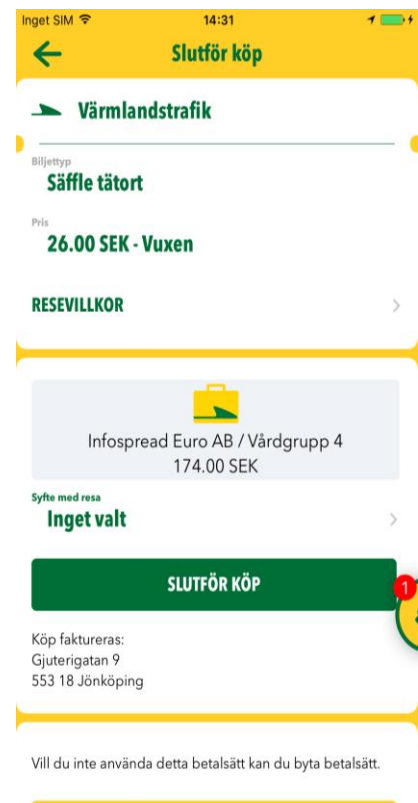 Inget SIM 14:31
Slutför köp
Värmlandstrafik
Biljettyp
Säffle tätort
Pris
26.00 SEK - Vuxen
RESEVILLKOR
Infospread Euro AB / Vårdgrupp 4
174.00 SEK
Syfte med resa
Inget valt
SLUTFÖR KÖP
1
Köp faktureras:
Gjuterigatan 9
553 18 Jönköping
Vill du inte använda detta betalsätt kan du byta betalsätt.